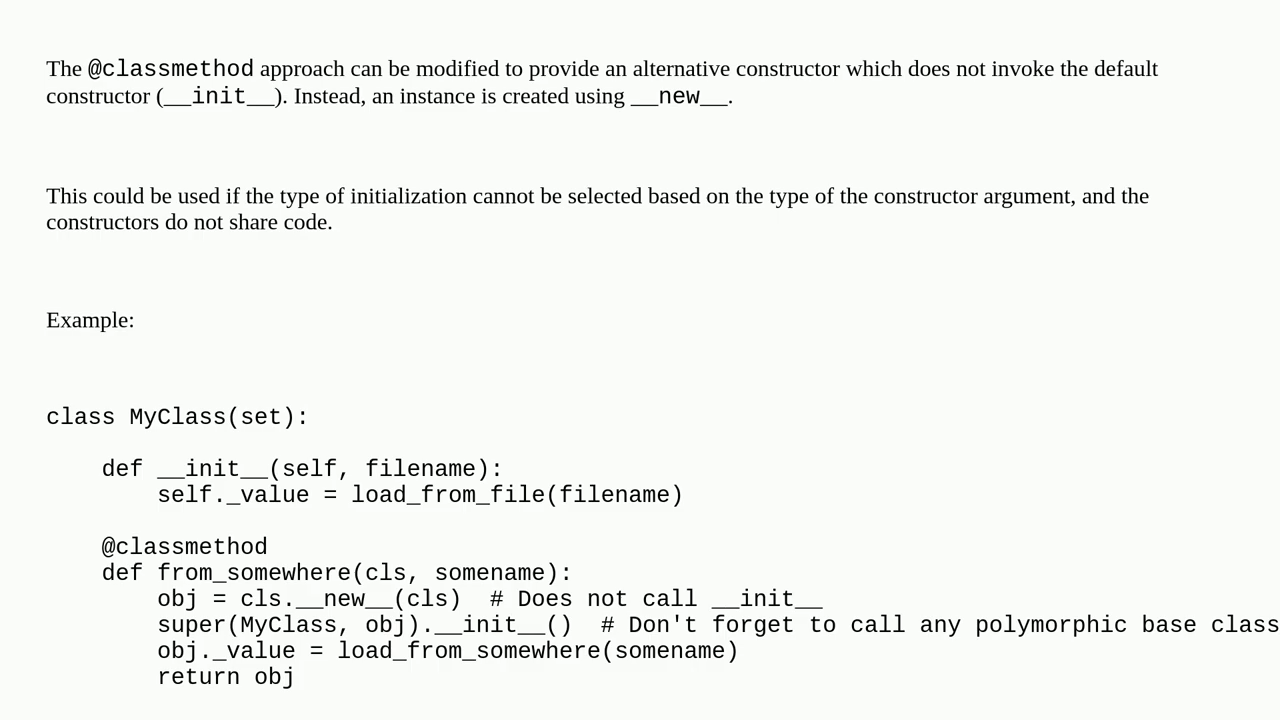 The @classmethod approach can be modified to provide an alternative constructor which does not invoke the default
constructor (__init__). Instead, an instance is created using __new__.
This could be used if the type of initialization cannot be selected based on the type of the constructor argument, and the
constructors do not share code.
Example:
class MyClass(set):
    def __init__(self, filename):
        self._value = load_from_file(filename)
    @classmethod
    def from_somewhere(cls, somename):
        obj = cls.__new__(cls)  # Does not call __init__
        super(MyClass, obj).__init__()  # Don't forget to call any polymorphic base class
        obj._value = load_from_somewhere(somename)
        return obj